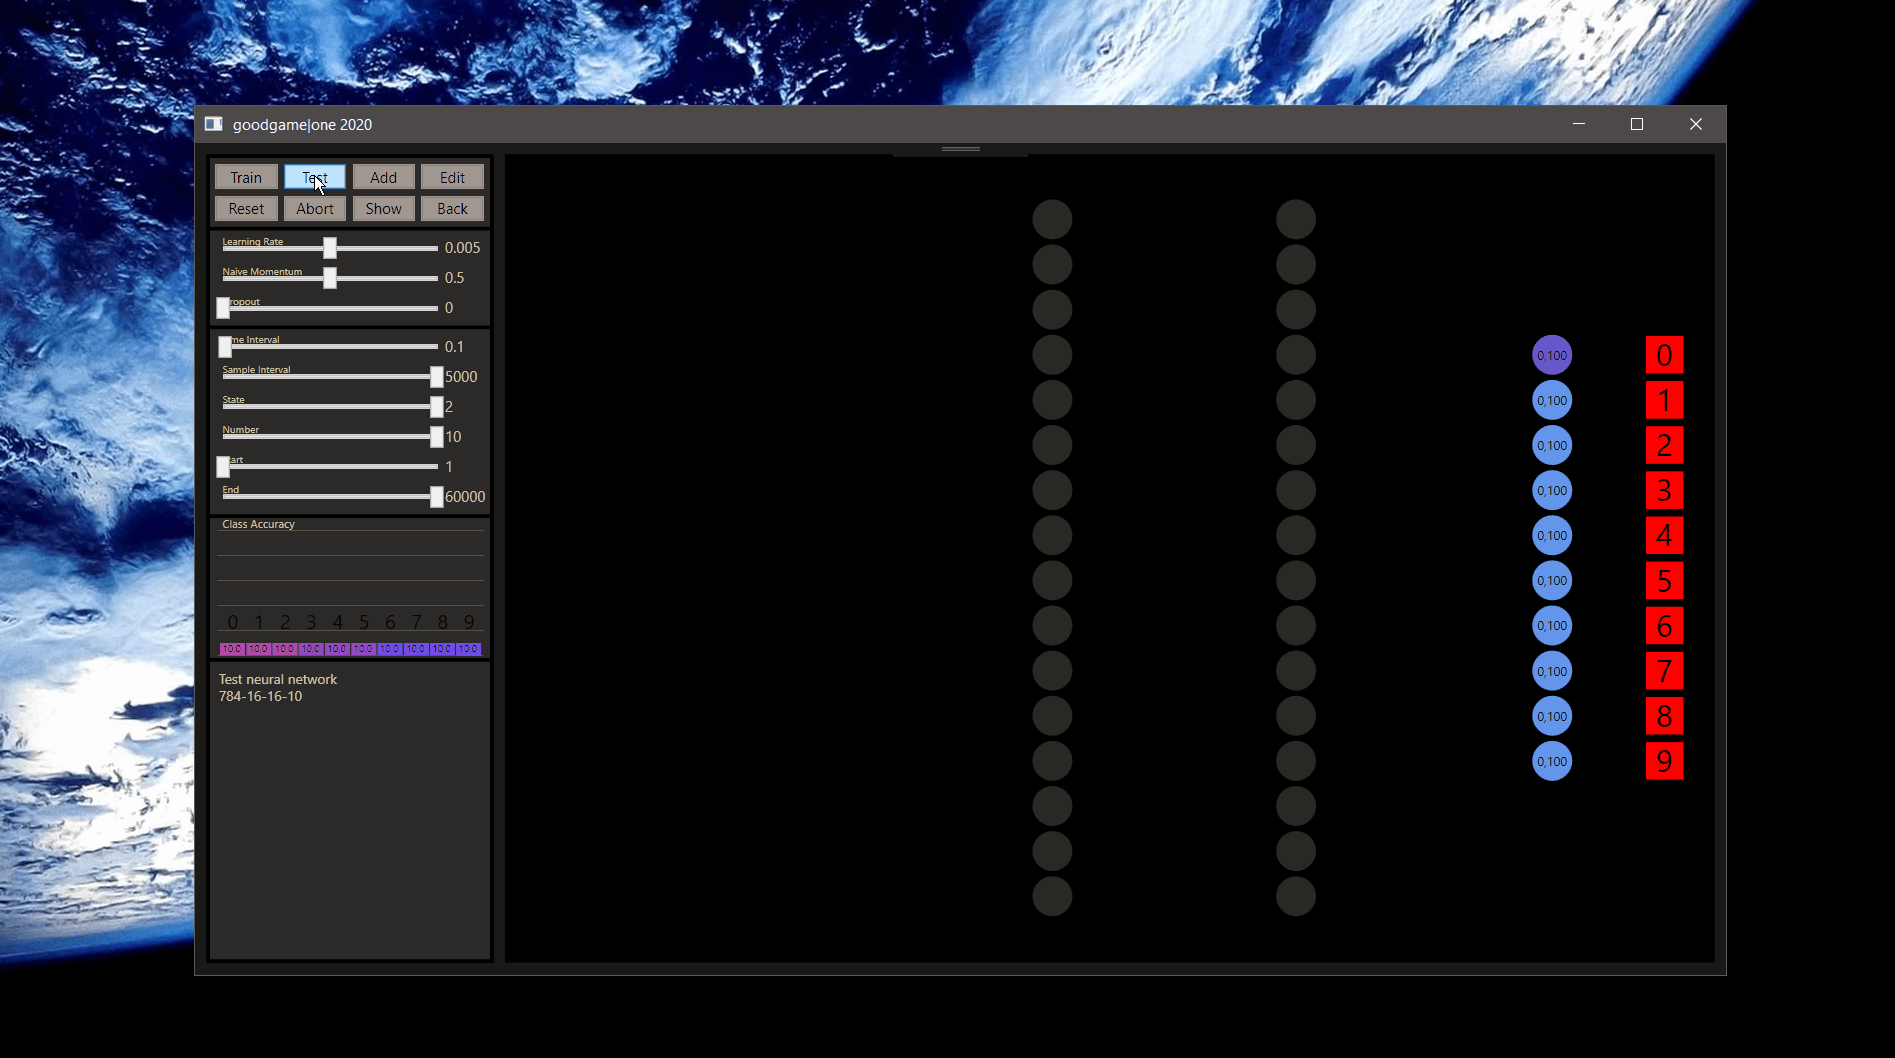 goodgame|one 2020
Train Test Add Edit
Reset Abort Show Back
Learning Rate 0.005
Naive Momentum 0.5
ropout 0
me Interval 0.1
Sample Interval 5000
State 2
Number 10
art 1
End 60000
Class Accuracy
0 1 2 3 4 5 6 7 8 9
10,0 10,0 10,0 10,0 10,0 10,0 10,0 10,0 10,0 10,0
Test neural network
784-16-16-10
0,100 0
0,100 1
0,100 2
0,100 3
0,100 4
0,100 5
0,100 6
0,100 7
0,100 8
0,100 9